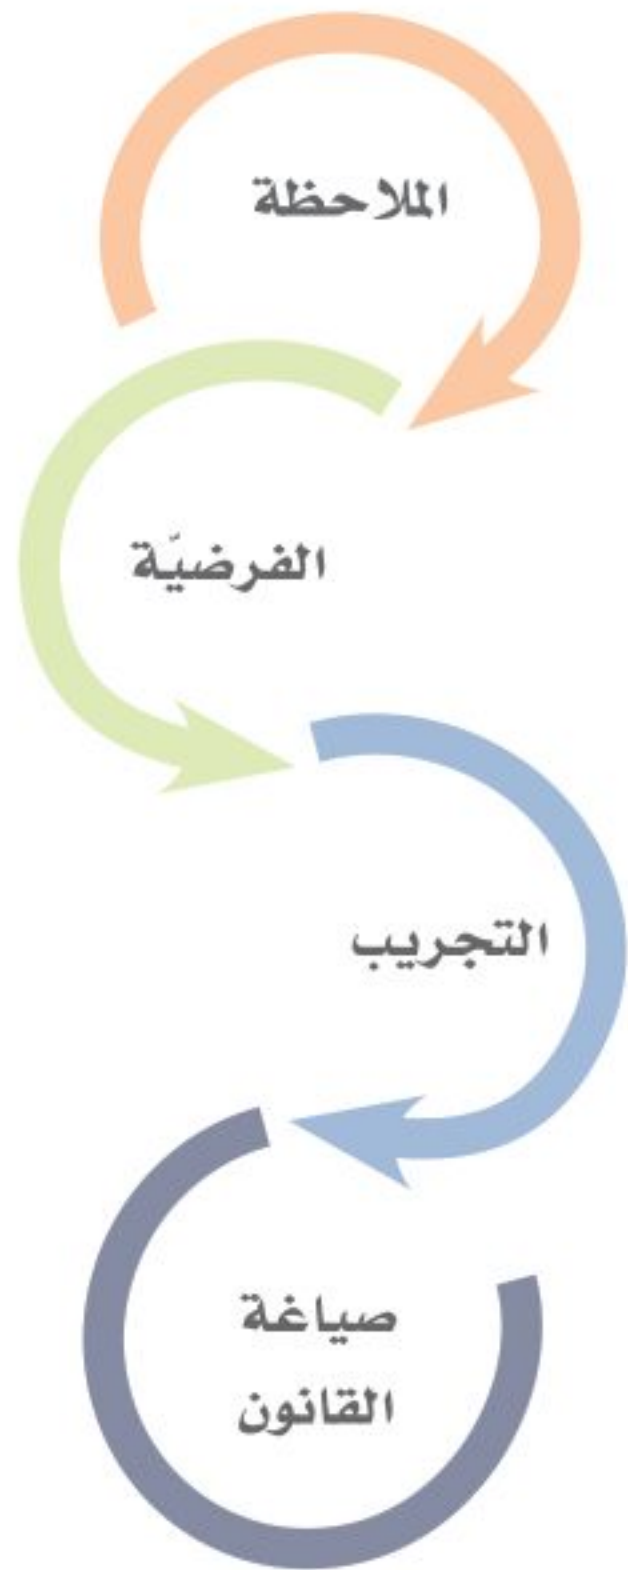 الملاحظة
الفرضيّة
التجريب
صياغة
القانون